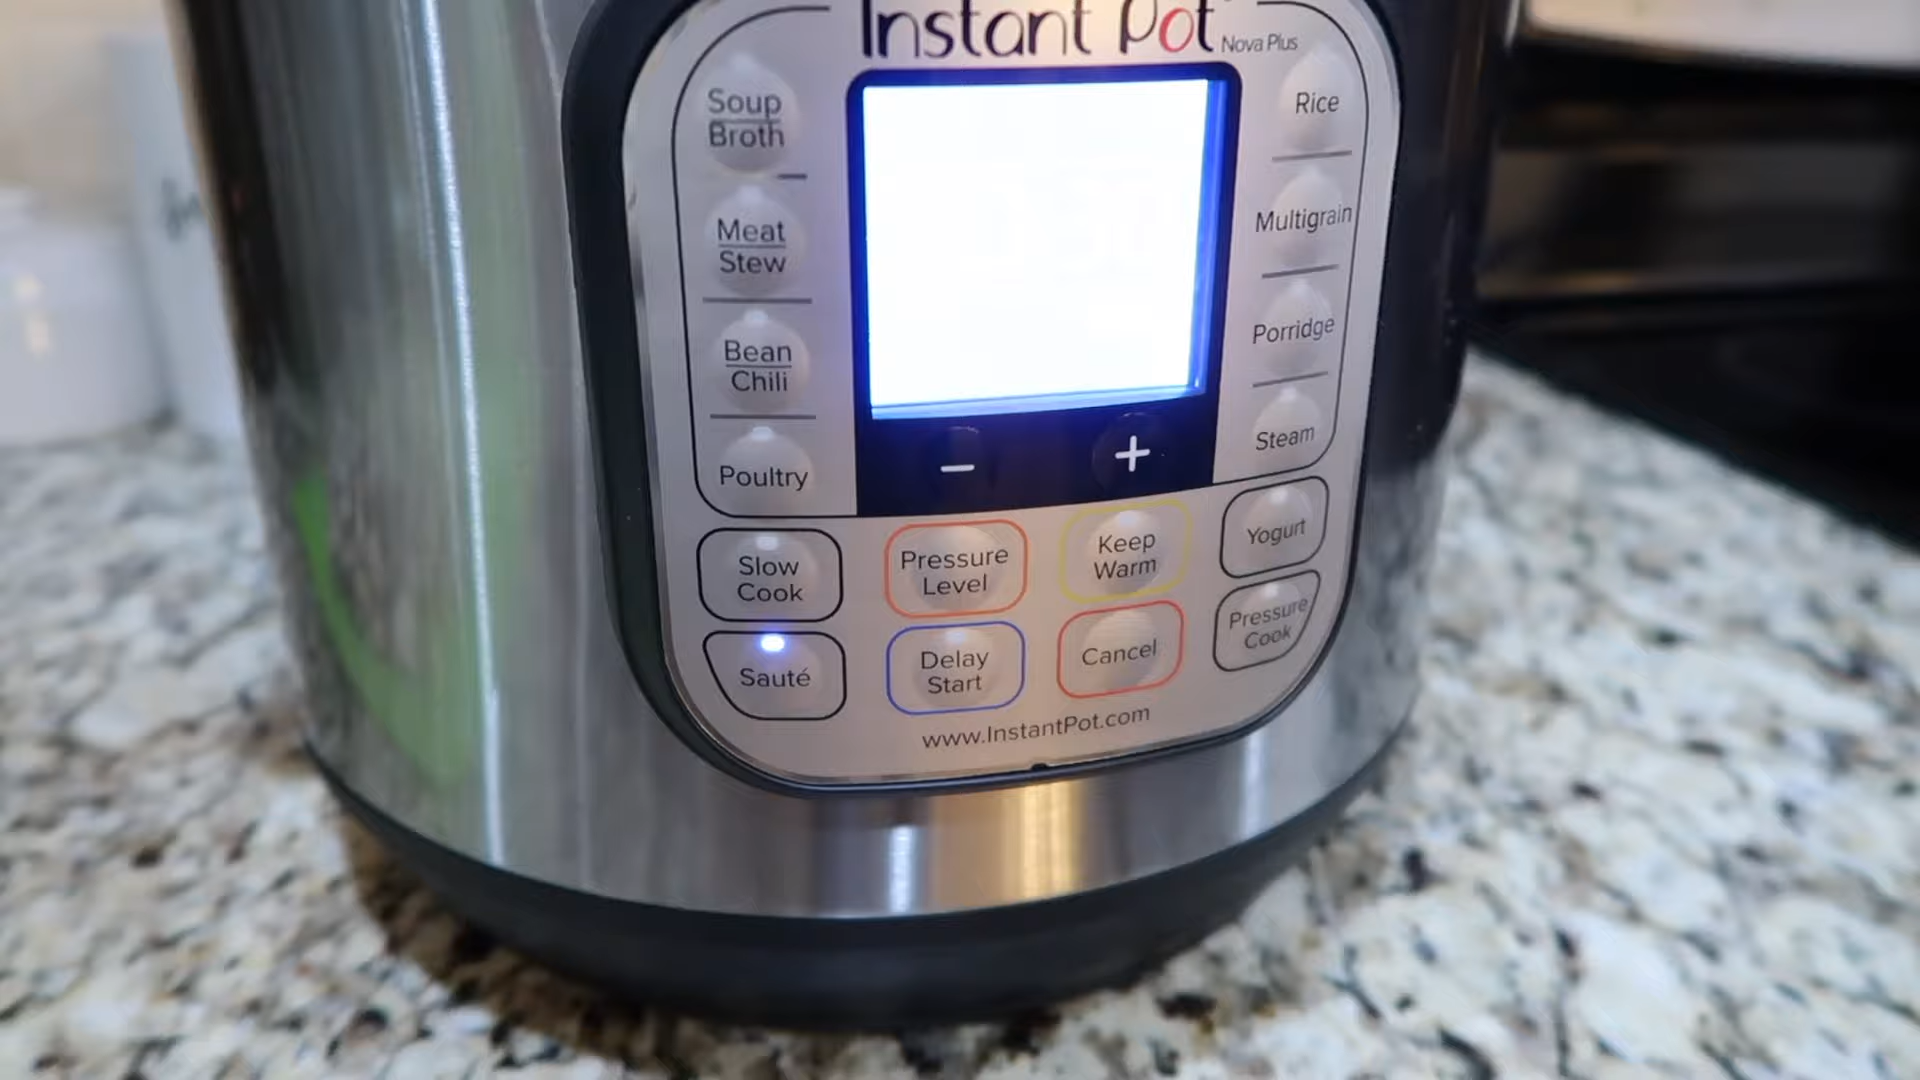 Instant Pot Nova Plus
Soup
Broth
Meat
Stew
Bean
Chili
Poultry
Rice
Multigrain
Porridge
Steam
− +
Slow
Cook
Pressure
Level
Keep
Warm
Yogurt
Sauté
Delay
Start
Cancel
Pressure
Cook
www.InstantPot.com